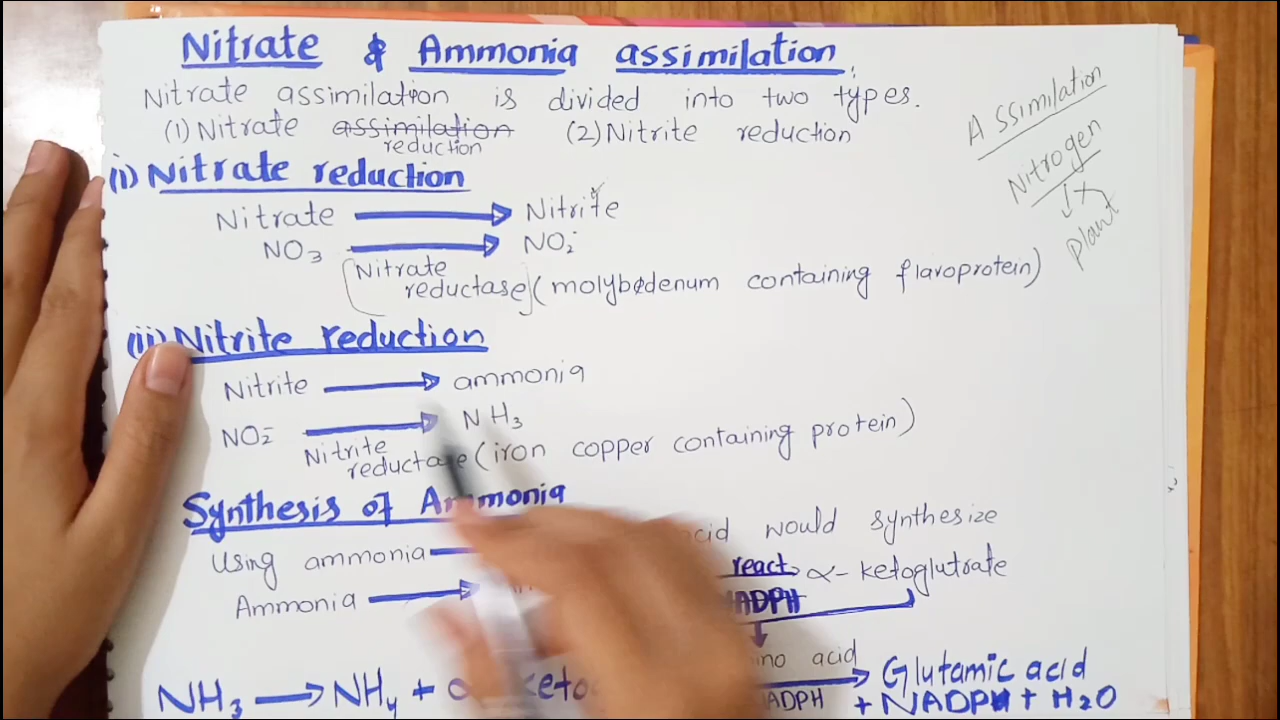 Nitrate & Ammonia assimilation
Nitrate assimilation is divided into two types.
(1) Nitrate assimilation (2) Nitrite reduction
reduction
(i) Nitrate reduction
Nitrate → Nitrite
NO3 → NO2-
Nitrate
reductase (molybdenum containing flavoprotein)
(ii) Nitrite reduction
Nitrite → ammonia
NO2- → NH3
Nitrite
reductase (iron copper containing protein)
Synthesis of Ammonia
Using ammonia acid would synthesize
Ammonia → react → α-ketoglutrate
NADPH
acid
NH3 → NH4 + Glutamic acid
+ NADPH + H2O
Assimilation
Nitrogen
Plant